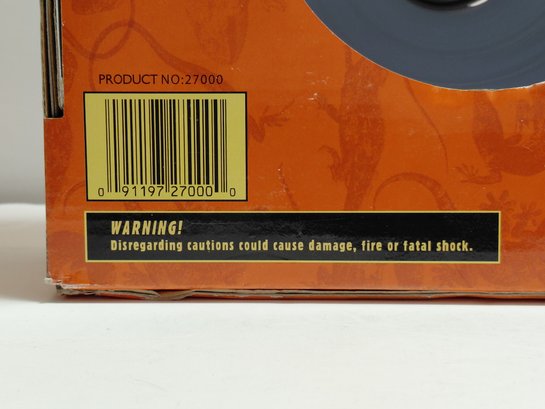 PRODUCT NO:27000
0 91197 27000 0
WARNING!
Disregarding cautions could cause damage, fire or fatal shock.